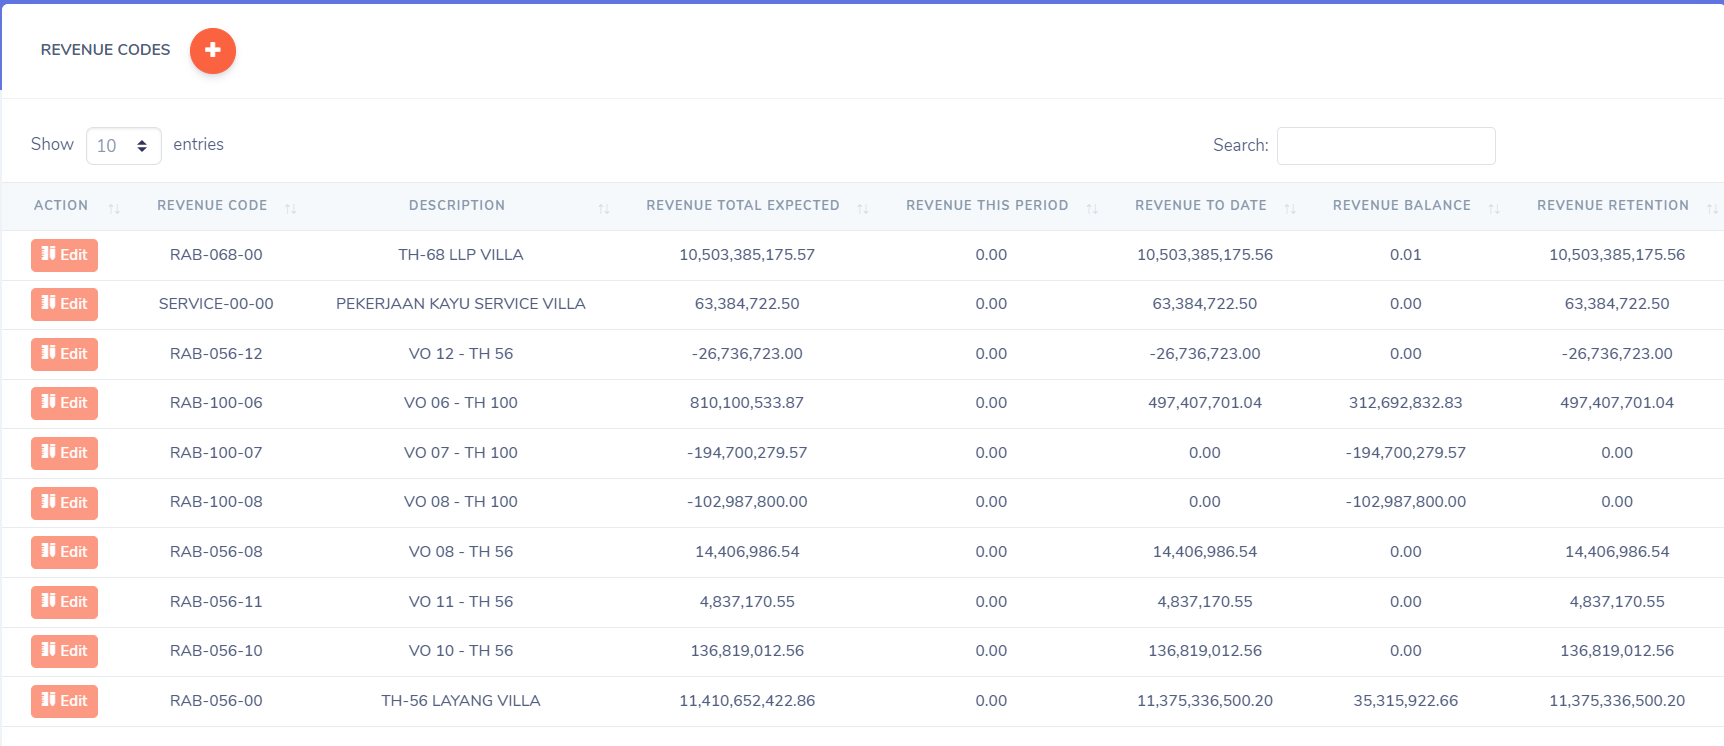 REVENUE CODES
Show 10 entries Search:
ACTION REVENUE CODE DESCRIPTION REVENUE TOTAL EXPECTED REVENUE THIS PERIOD REVENUE TO DATE REVENUE BALANCE REVENUE RETENTION
Edit RAB-068-00 TH-68 LLP VILLA 10,503,385,175.57 0.00 10,503,385,175.56 0.01 10,503,385,175.56
Edit SERVICE-00-00 PEKERJAAN KAYU SERVICE VILLA 63,384,722.50 0.00 63,384,722.50 0.00 63,384,722.50
Edit RAB-056-12 VO 12 - TH 56 -26,736,723.00 0.00 -26,736,723.00 0.00 -26,736,723.00
Edit RAB-100-06 VO 06 - TH 100 810,100,533.87 0.00 497,407,701.04 312,692,832.83 497,407,701.04
Edit RAB-100-07 VO 07 - TH 100 -194,700,279.57 0.00 0.00 -194,700,279.57 0.00
Edit RAB-100-08 VO 08 - TH 100 -102,987,800.00 0.00 0.00 -102,987,800.00 0.00
Edit RAB-056-08 VO 08 - TH 56 14,406,986.54 0.00 14,406,986.54 0.00 14,406,986.54
Edit RAB-056-11 VO 11 - TH 56 4,837,170.55 0.00 4,837,170.55 0.00 4,837,170.55
Edit RAB-056-10 VO 10 - TH 56 136,819,012.56 0.00 136,819,012.56 0.00 136,819,012.56
Edit RAB-056-00 TH-56 LAYANG VILLA 11,410,652,422.86 0.00 11,375,336,500.20 35,315,922.66 11,375,336,500.20